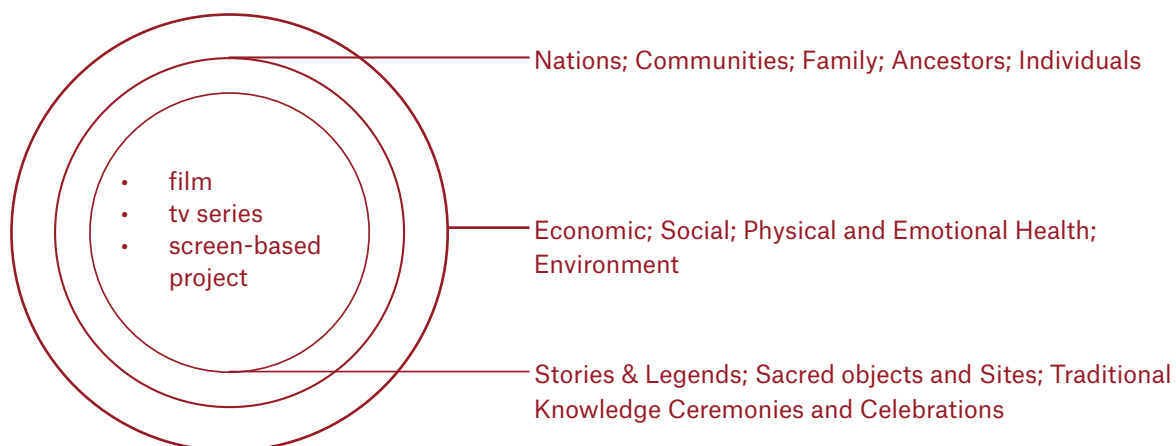 Nations; Communities; Family; Ancestors; Individuals
• film
• tv series
• screen-based
project
Economic; Social; Physical and Emotional Health;
Environment
Stories & Legends; Sacred objects and Sites; Traditional
Knowledge Ceremonies and Celebrations